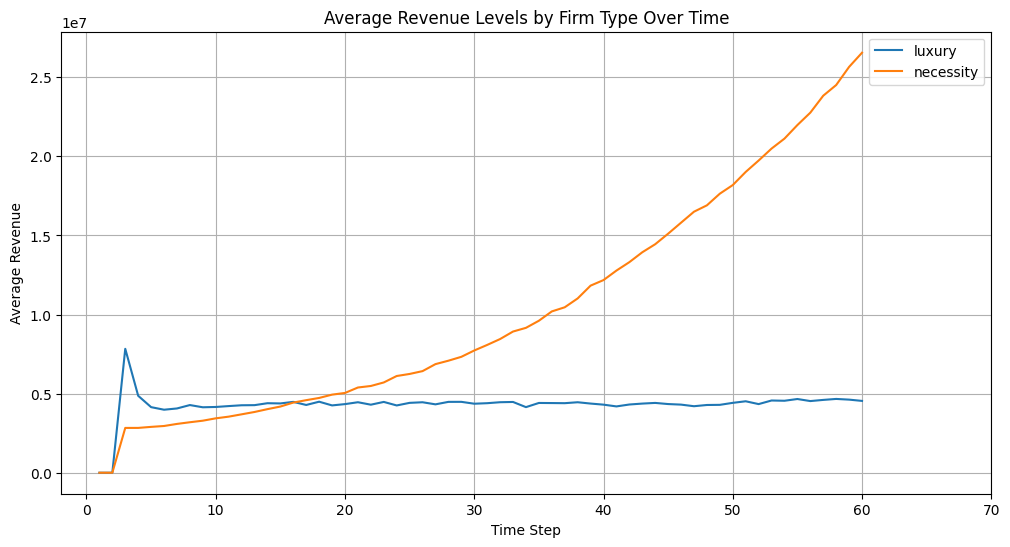 Average Revenue Levels by Firm Type Over Time
1e7
luxury
necessity
2.5
2.0
1.5
1.0
0.5
0.0
Average Revenue
0 10 20 30 40 50 60 70
Time Step